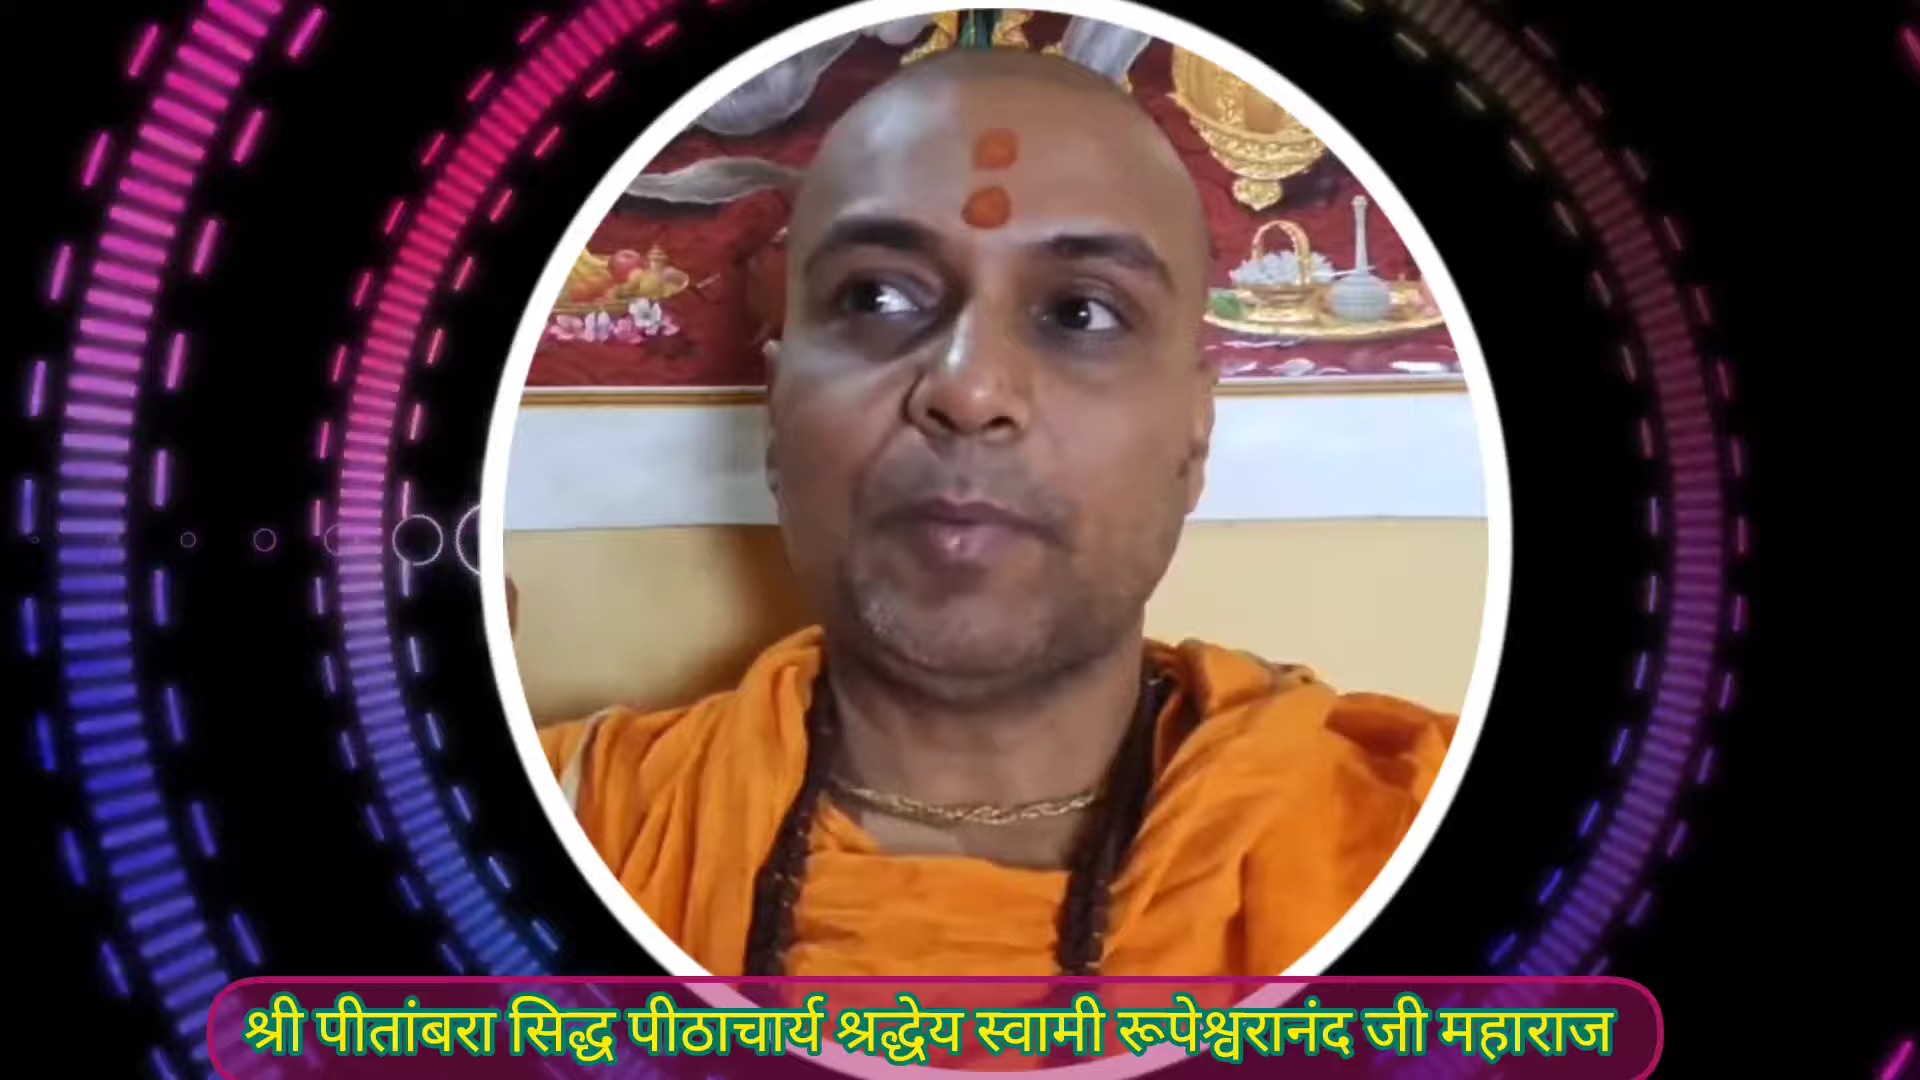 श्री पीतांबरा सिद्ध पीठाचार्य श्रद्धेय स्वामी रूपेश्वरानंद जी महाराज